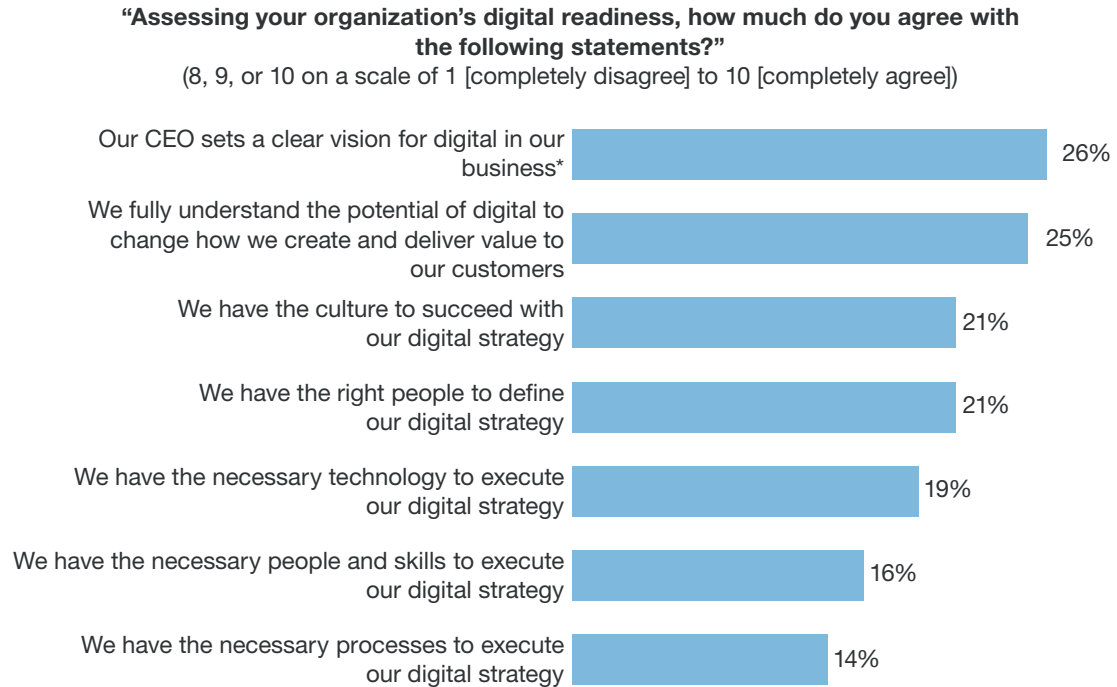 “Assessing your organization’s digital readiness, how much do you agree with
the following statements?”
(8, 9, or 10 on a scale of 1 [completely disagree] to 10 [completely agree])
Our CEO sets a clear vision for digital in our
business*
26%
We fully understand the potential of digital to
change how we create and deliver value to
our customers
25%
We have the culture to succeed with
our digital strategy
21%
We have the right people to define
our digital strategy
21%
We have the necessary technology to execute
our digital strategy
19%
We have the necessary people and skills to execute
our digital strategy
16%
We have the necessary processes to execute
our digital strategy
14%